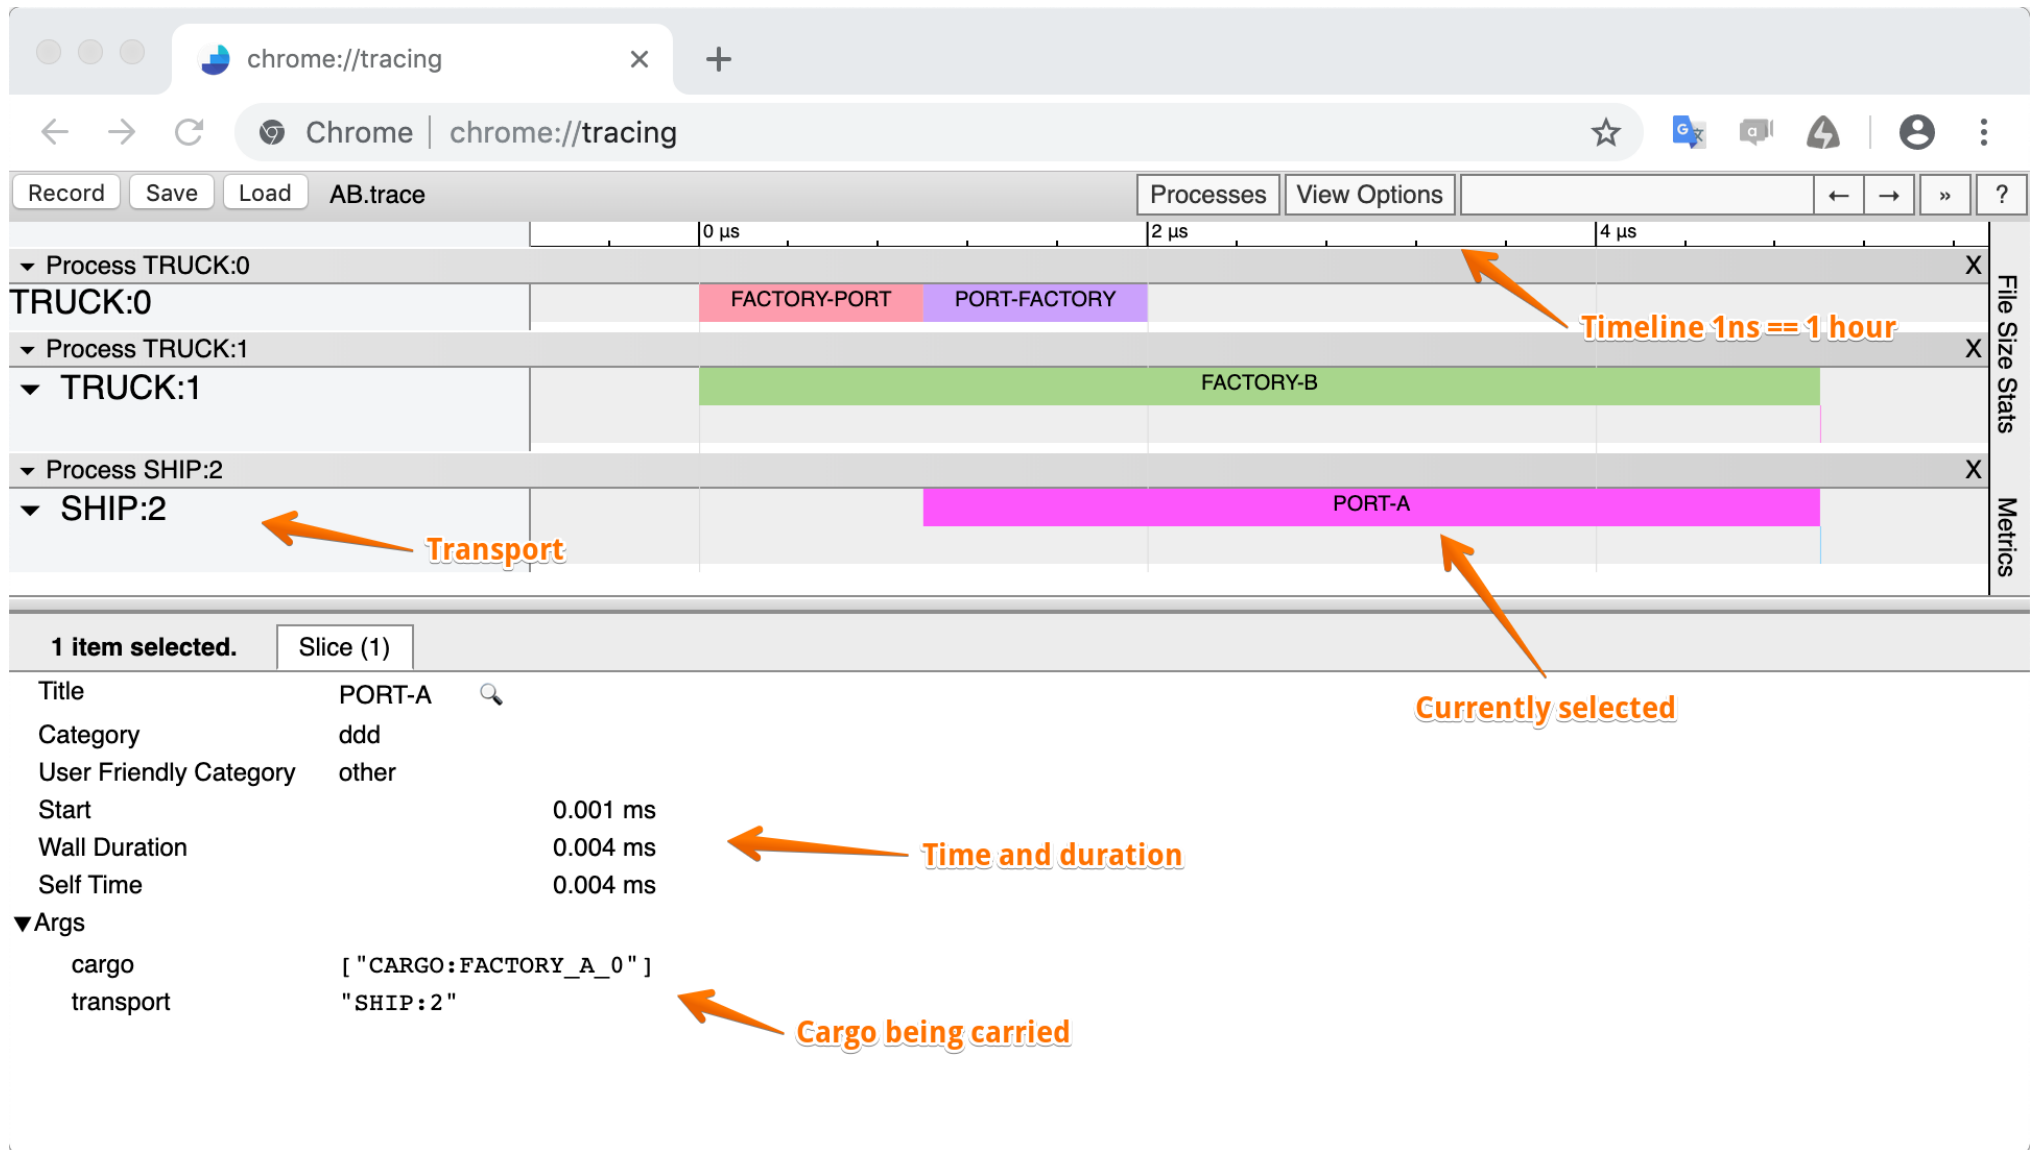 chrome://tracing
Chrome chrome://tracing
Record Save Load AB.trace Processes View Options ← → » ?
0 µs 2 µs 4 µs
Process TRUCK:0 X
TRUCK:0 FACTORY-PORT PORT-FACTORY
Timeline 1ns == 1 hour
Process TRUCK:1 X
TRUCK:1 FACTORY-B
Process SHIP:2 X
SHIP:2 PORT-A
Transport
File Size Stats
Metrics
1 item selected. Slice (1)
Title PORT-A
Currently selected
Category ddd
User Friendly Category other
Start 0.001 ms
Wall Duration 0.004 ms
Time and duration
Self Time 0.004 ms
Args
cargo ["CARGO:FACTORY_A_0"]
transport "SHIP:2"
Cargo being carried